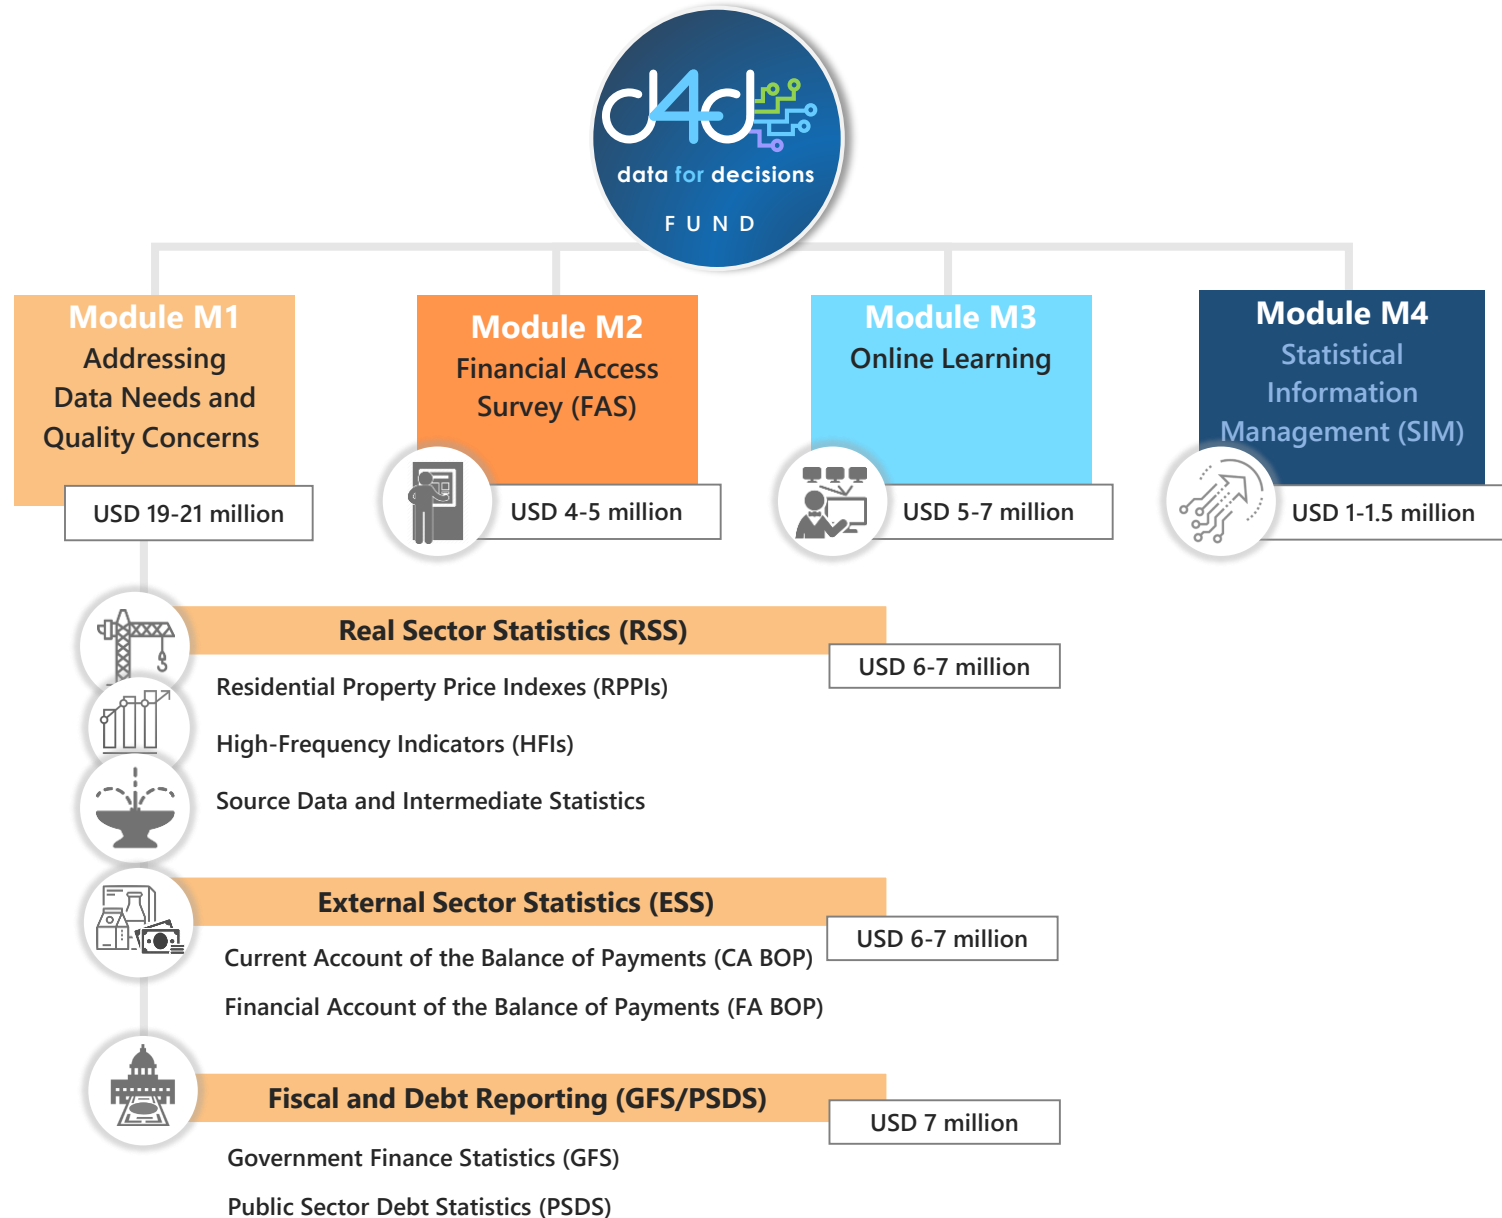 d4d
data for decisions
FUND
Module M1
Addressing
Data Needs and
Quality Concerns
USD 19-21 million
Module M2
Financial Access
Survey (FAS)
USD 4-5 million
Module M3
Online Learning
USD 5-7 million
Module M4
Statistical
Information
Management (SIM)
USD 1-1.5 million
Real Sector Statistics (RSS)
USD 6-7 million
Residential Property Price Indexes (RPPIs)
High-Frequency Indicators (HFIs)
Source Data and Intermediate Statistics
External Sector Statistics (ESS)
USD 6-7 million
Current Account of the Balance of Payments (CA BOP)
Financial Account of the Balance of Payments (FA BOP)
Fiscal and Debt Reporting (GFS/PSDS)
USD 7 million
Government Finance Statistics (GFS)
Public Sector Debt Statistics (PSDS)